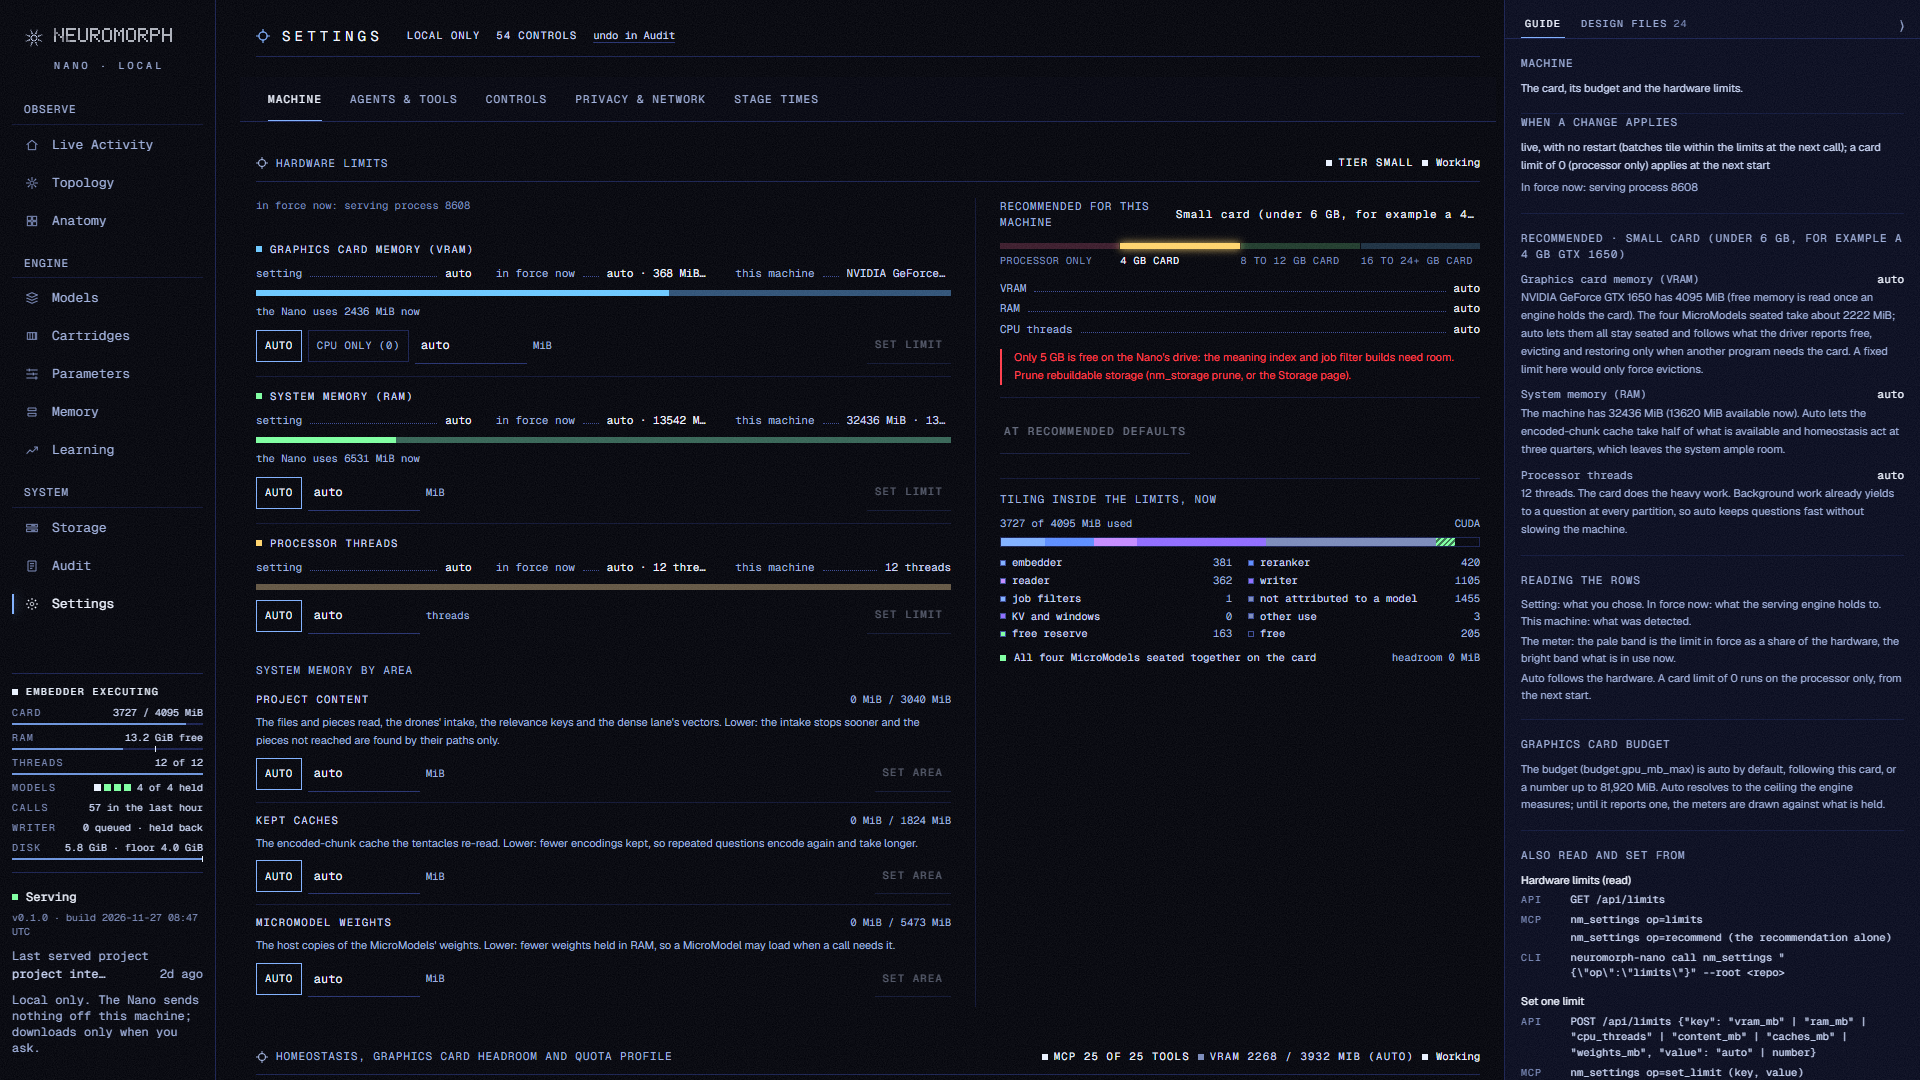 NEUROMORPH
NANO · LOCAL
OBSERVE
Live Activity
Topology
Anatomy
ENGINE
Models
Cartridges
Parameters
Memory
Learning
SYSTEM
Storage
Audit
Settings
EMBEDDER EXECUTING
CARD 3727 / 4095 MiB
RAM 13.2 GiB free
THREADS 12 of 12
MODELS 4 of 4 held
CALLS 57 in the last hour
WRITER 0 queued · held back
DISK 5.8 GiB · floor 4.0 GiB
Serving
v0.1.0 · build 2026-11-27 08:47
UTC
Last served project
project inte… 2d ago
Local only. The Nano sends
nothing off this machine;
downloads only when you
ask.
SETTINGS LOCAL ONLY 54 CONTROLS undo in Audit
MACHINE AGENTS & TOOLS CONTROLS PRIVACY & NETWORK STAGE TIMES
HARDWARE LIMITS TIER SMALL Working
in force now: serving process 8608
GRAPHICS CARD MEMORY (VRAM)
setting auto in force now auto · 368 MiB… this machine NVIDIA GeForce…
the Nano uses 2436 MiB now
AUTO CPU ONLY (0) auto MiB SET LIMIT
SYSTEM MEMORY (RAM)
setting auto in force now auto · 13542 M… this machine 32436 MiB · 13…
the Nano uses 6531 MiB now
AUTO auto MiB SET LIMIT
PROCESSOR THREADS
setting auto in force now auto · 12 thre… this machine 12 threads
AUTO auto threads SET LIMIT
SYSTEM MEMORY BY AREA
PROJECT CONTENT 0 MiB / 3040 MiB
The files and pieces read, the drones' intake, the relevance keys and the dense lane's vectors. Lower: the intake stops sooner and the
pieces not reached are found by their paths only.
AUTO auto MiB SET AREA
KEPT CACHES 0 MiB / 1824 MiB
The encoded-chunk cache the tentacles re-read. Lower: fewer encodings kept, so repeated questions encode again and take longer.
AUTO auto MiB SET AREA
MICROMODEL WEIGHTS 0 MiB / 5473 MiB
The host copies of the MicroModels' weights. Lower: fewer weights held in RAM, so a MicroModel may load when a call needs it.
AUTO auto MiB SET AREA
RECOMMENDED FOR THIS
MACHINE
Small card (under 6 GB, for example a 4…
PROCESSOR ONLY 4 GB CARD 8 TO 12 GB CARD 16 TO 24+ GB CARD
VRAM auto
RAM auto
CPU threads auto
Only 5 GB is free on the Nano's drive: the meaning index and job filter builds need room.
Prune rebuildable storage (nm_storage prune, or the Storage page).
AT RECOMMENDED DEFAULTS
TILING INSIDE THE LIMITS, NOW
3727 of 4095 MiB used CUDA
embedder 381 reranker 420
reader 362 writer 1105
job filters 1 not attributed to a model 1455
KV and windows 0 other use 3
free reserve 163 free 205
All four MicroModels seated together on the card headroom 0 MiB
HOMEOSTASIS, GRAPHICS CARD HEADROOM AND QUOTA PROFILE MCP 25 OF 25 TOOLS VRAM 2268 / 3932 MIB (AUTO) Working
GUIDE DESIGN FILES 24
MACHINE
The card, its budget and the hardware limits.
WHEN A CHANGE APPLIES
live, with no restart (batches tile within the limits at the next call); a card
limit of 0 (processor only) applies at the next start
In force now: serving process 8608
RECOMMENDED · SMALL CARD (UNDER 6 GB, FOR EXAMPLE A
4 GB GTX 1650)
Graphics card memory (VRAM) auto
NVIDIA GeForce GTX 1650 has 4095 MiB (free memory is read once an
engine holds the card). The four MicroModels seated take about 2222 MiB;
auto lets them all stay seated and follows what the driver reports free,
evicting and restoring only when another program needs the card. A fixed
limit here would only force evictions.
System memory (RAM) auto
The machine has 32436 MiB (13620 MiB available now). Auto lets the
encoded-chunk cache take half of what is available and homeostasis act at
three quarters, which leaves the system ample room.
Processor threads auto
12 threads. The card does the heavy work. Background work already yields
to a question at every partition, so auto keeps questions fast without
slowing the machine.
READING THE ROWS
Setting: what you chose. In force now: what the serving engine holds to.
This machine: what was detected.
The meter: the pale band is the limit in force as a share of the hardware, the
bright band what is in use now.
Auto follows the hardware. A card limit of 0 runs on the processor only, from
the next start.
GRAPHICS CARD BUDGET
The budget (budget.gpu_mb_max) is auto by default, following this card, or
a number up to 81,920 MiB. Auto resolves to the ceiling the engine
measures; until it reports one, the meters are drawn against what is held.
ALSO READ AND SET FROM
Hardware limits (read)
API GET /api/limits
MCP nm_settings op=limits
nm_settings op=recommend (the recommendation alone)
CLI neuromorph-nano call nm_settings "
{\"op\":\"limits\"}" --root <repo>
Set one limit
API POST /api/limits {"key": "vram_mb" | "ram_mb" |
"cpu_threads" | "content_mb" | "caches_mb" |
"weights_mb", "value": "auto" | number}
MCP nm_settings op=set_limit (key, value)